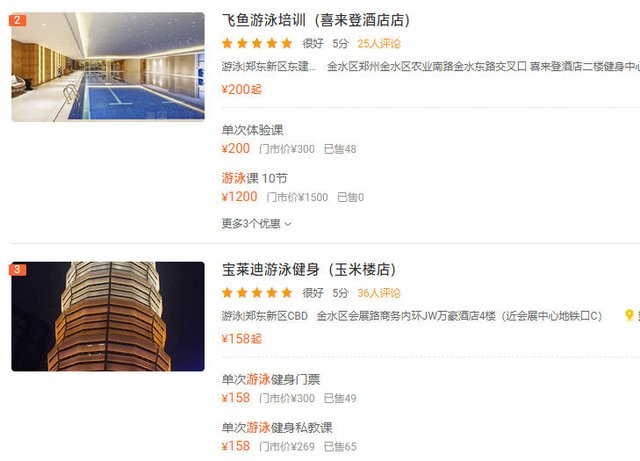 2
飞鱼游泳培训（喜来登酒店店）
很好 5分 25人评论
游泳|郑东新区东建... 金水区郑州金水区农业南路金水东路交叉口 喜来登酒店二楼健身中心
¥200起
单次体验课
¥200 门市价¥300 已售48
游泳课 10节
¥1200 门市价¥1500 已售0
更多3个优惠
3
宝莱迪游泳健身（玉米楼店）
很好 5分 36人评论
游泳|郑东新区CBD 金水区会展路商务内环JW万豪酒店4楼（近会展中心地铁口C）
¥158起
单次游泳健身门票
¥158 门市价¥300 已售49
单次游泳健身私教课
¥158 门市价¥269 已售65